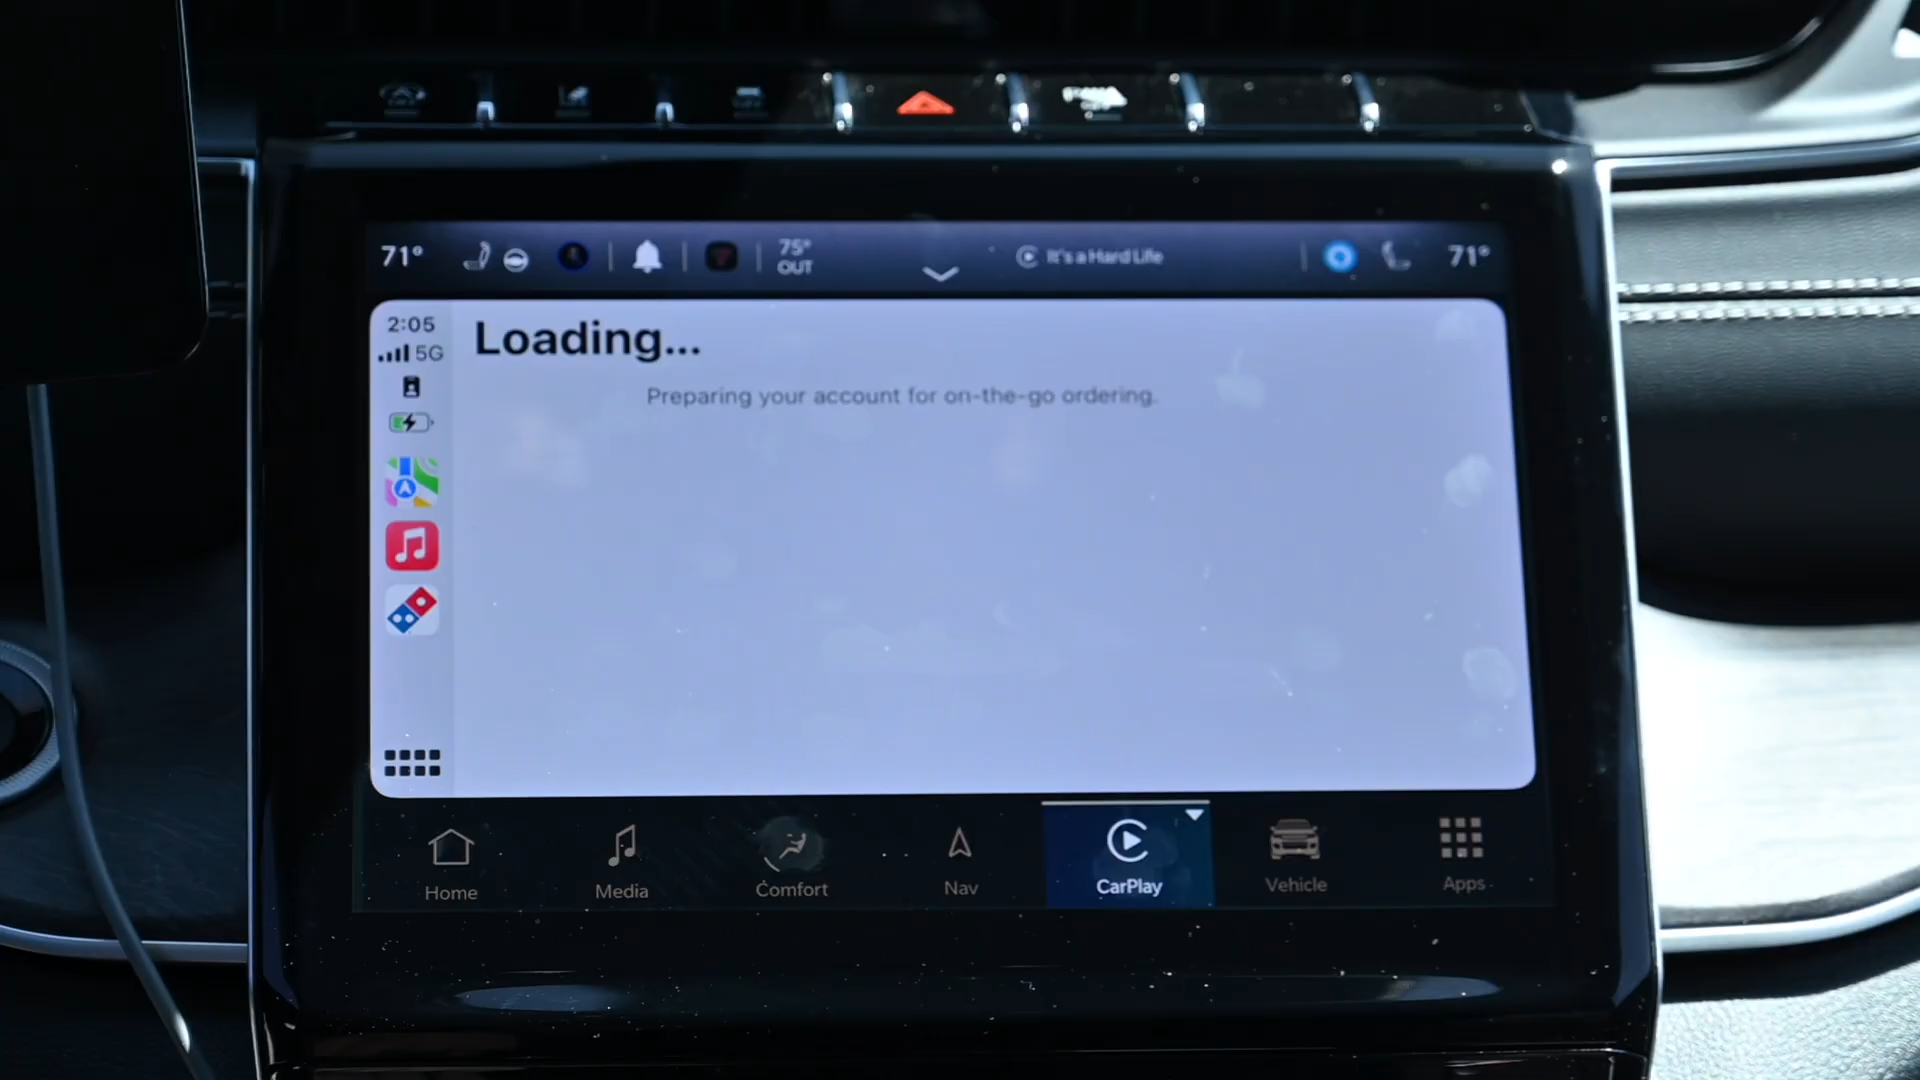 71°
75°
OUT
It's a Hard Life
71°
2:05
5G
Loading...
Preparing your account for on-the-go ordering.
Home
Media
Comfort
Nav
CarPlay
Vehicle
Apps